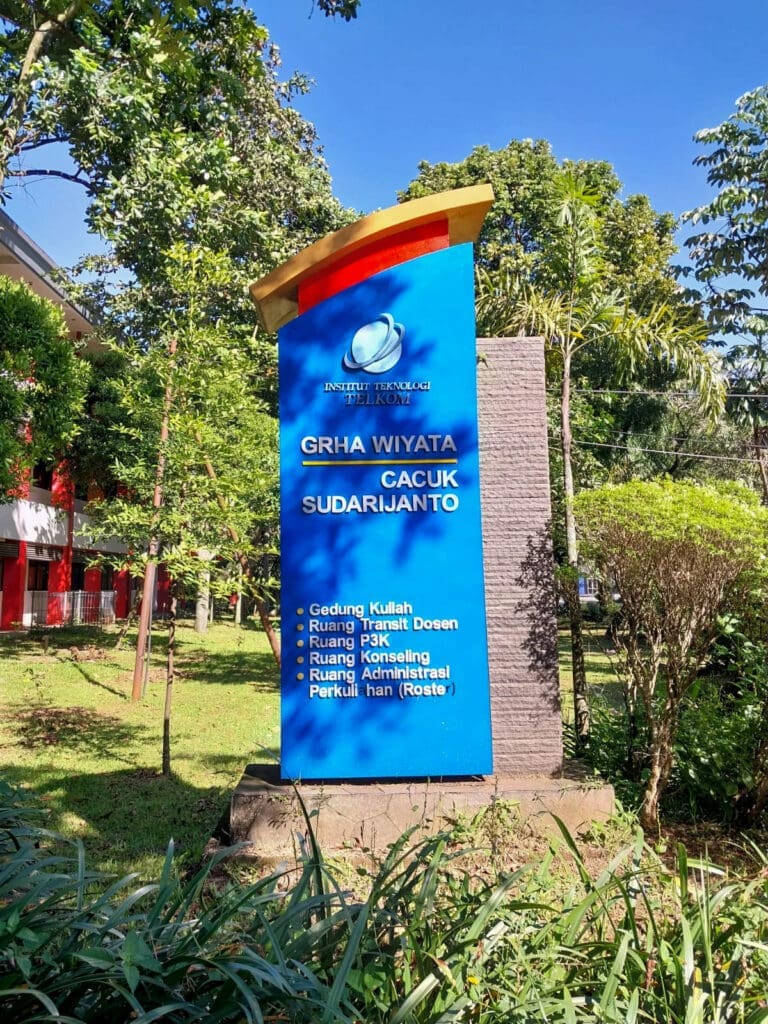 INSTITUT TEKNOLOGI
TELKOM
GRHA WIYATA
CACUK
SUDARIJANTO
Gedung Kuliah
Ruang Transit Dosen
Ruang P3K
Ruang Konseling
Ruang Administrasi
Perkuli han (Roste )